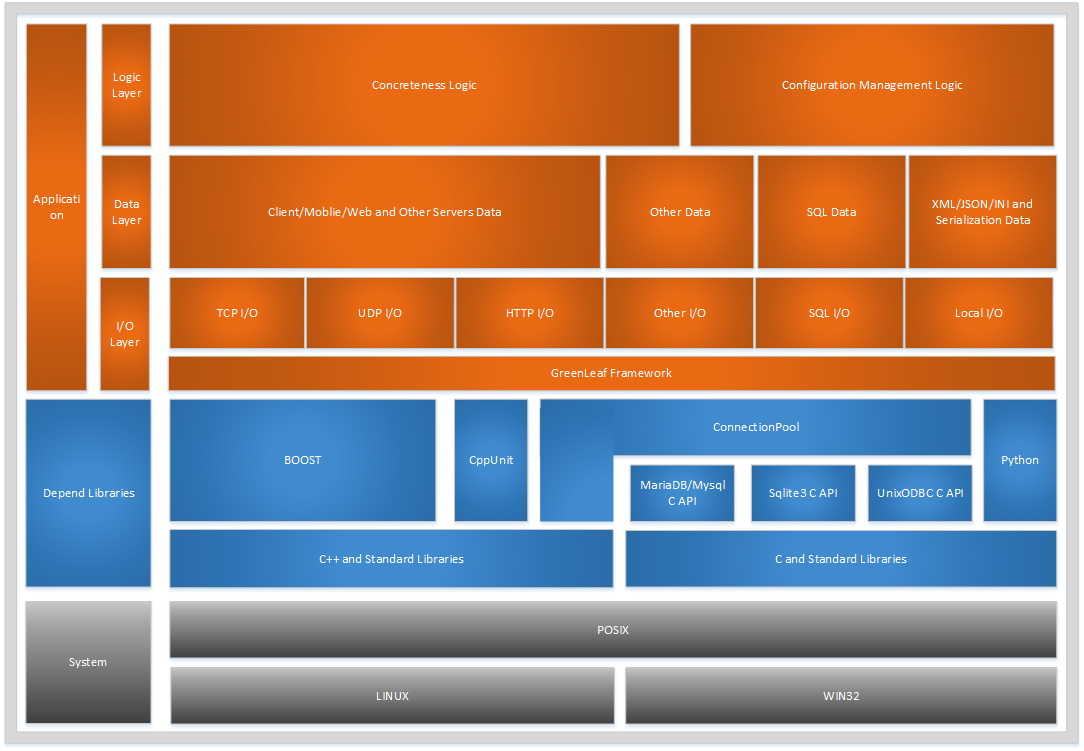 Logic
Layer
Concreteness Logic
Configuration Management Logic
Applicati
on
Data
Layer
Client/Moblie/Web and Other Servers Data
Other Data
SQL Data
XML/JSON/INI and
Serialization Data
I/O
Layer
TCP I/O
UDP I/O
HTTP I/O
Other I/O
SQL I/O
Local I/O
GreenLeaf Framework
Depend Libraries
BOOST
CppUnit
ConnectionPool
MariaDB/Mysql
C API
Sqlite3 C API
UnixODBC C API
Python
C++ and Standard Libraries
C and Standard Libraries
System
POSIX
LINUX
WIN32